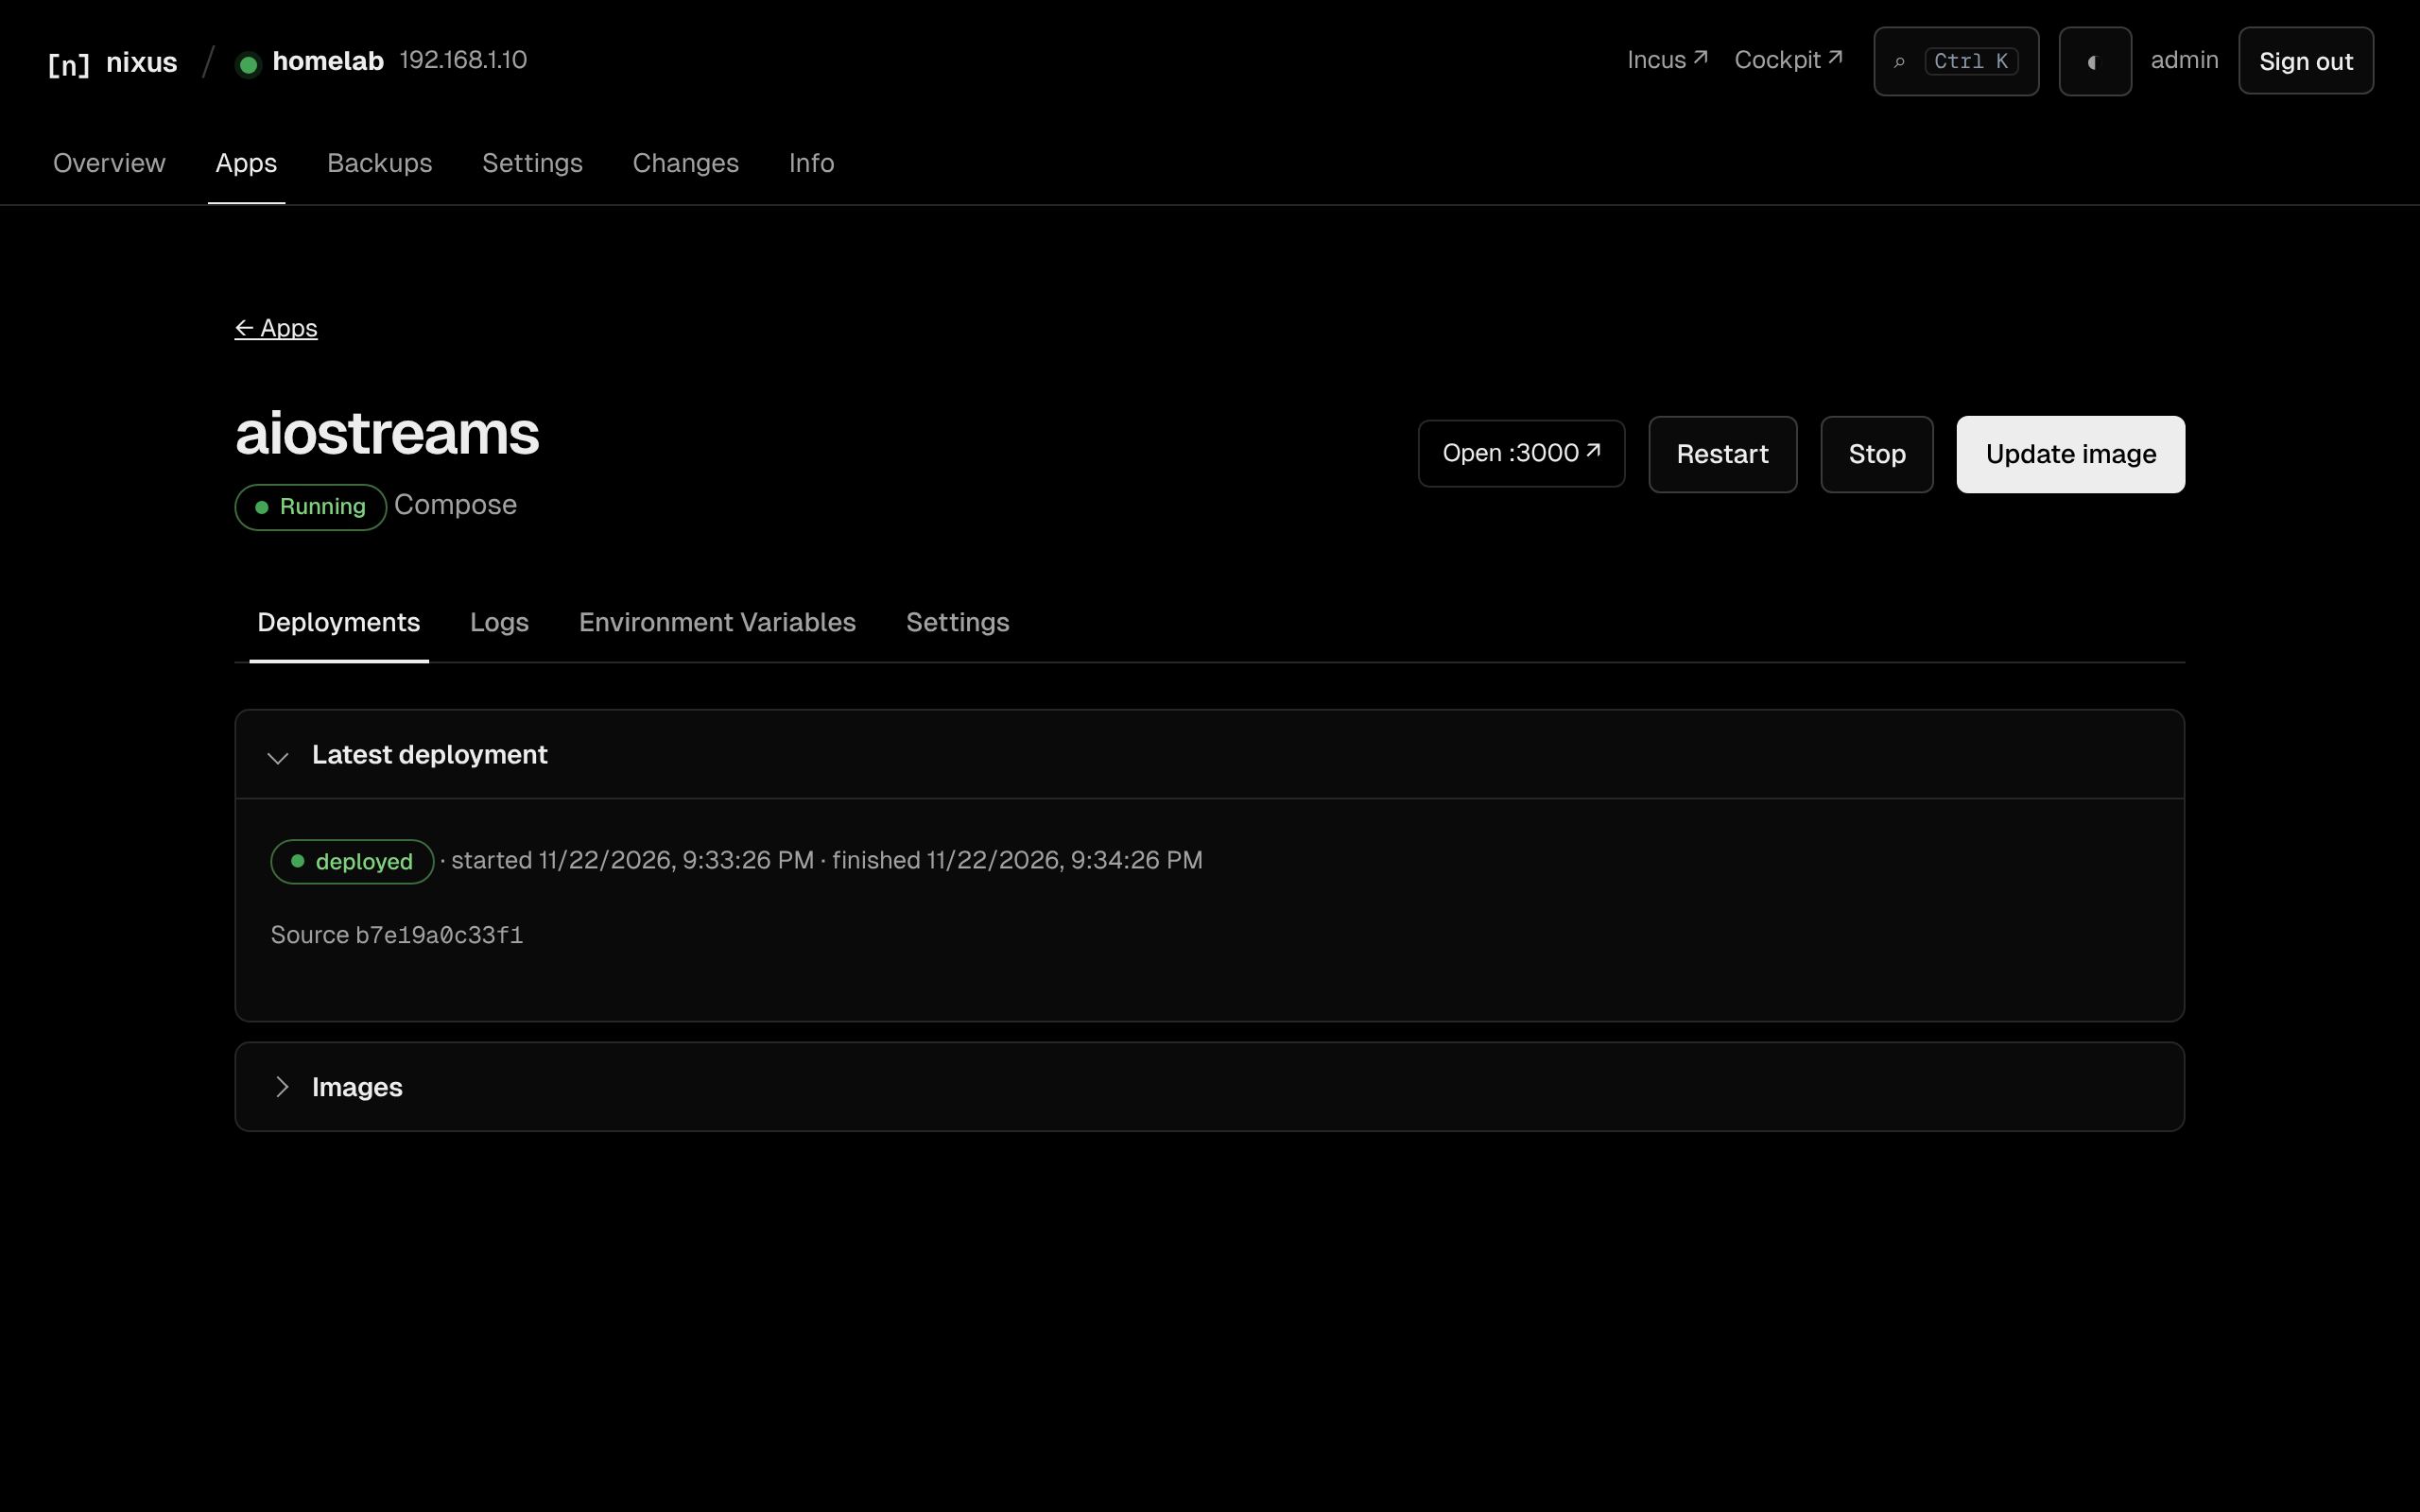 [n] nixus / homelab 192.168.1.10 Incus ↗ Cockpit ↗ Ctrl K admin Sign out
Overview Apps Backups Settings Changes Info
← Apps
aiostreams
Open :3000 ↗ Restart Stop Update image
Running Compose
Deployments Logs Environment Variables Settings
Latest deployment
deployed · started 11/22/2026, 9:33:26 PM · finished 11/22/2026, 9:34:26 PM
Source b7e19a0c33f1
Images